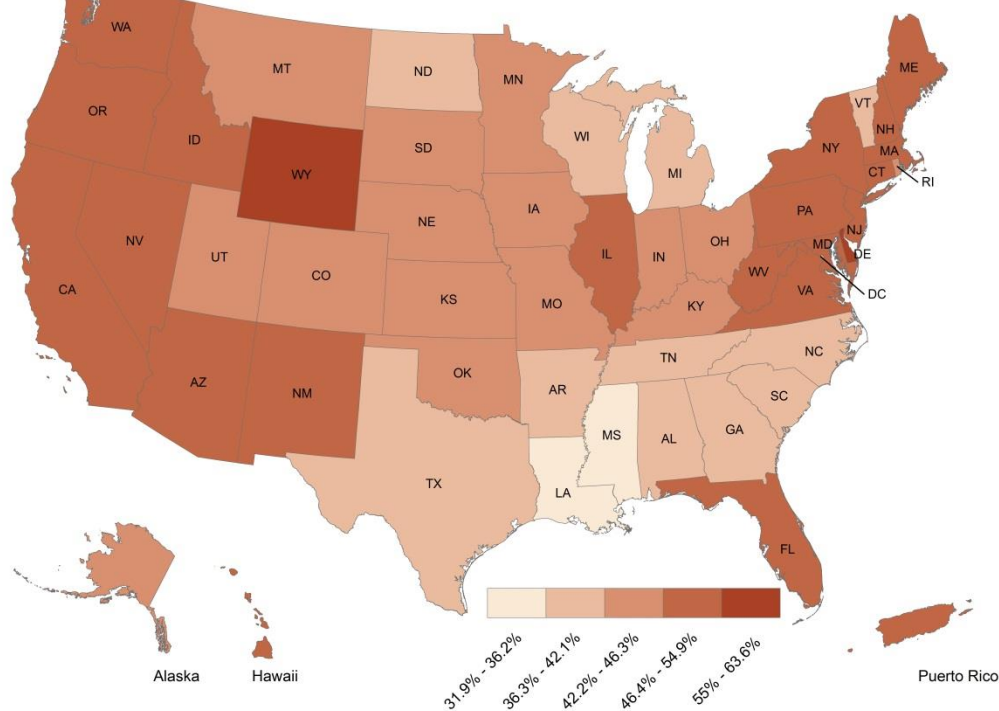 WA
MT
ND
MN
ME
VT
OR
ID
WI
NH
NY
MA
SD
WY
MI
CT
RI
IA
PA
NE
NV
OH
NJ
IL
IN
MD
UT
DE
CO
WV
CA
VA
DC
KS
MO
KY
NC
TN
OK
AZ
NM
AR
SC
MS
AL
GA
TX
LA
FL
31.9% - 36.2%
36.3% - 42.1%
42.2% - 46.3%
46.4% - 54.9%
55% - 63.6%
Alaska
Hawaii
Puerto Rico